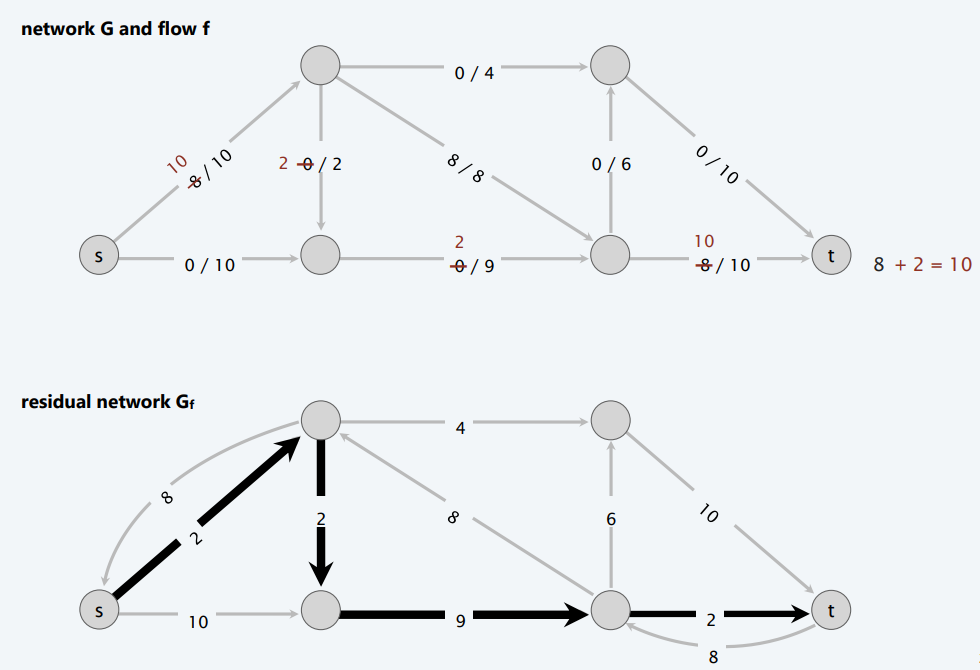 network G and flow f
0 / 4
10
8 / 10
2 0 / 2
8 / 8
0 / 6
0 / 10
s
0 / 10
2
0 / 9
10
8 / 10
t
8 + 2 = 10
residual network Gf
4
8
2
2
8
6
10
s
10
9
2
t
8